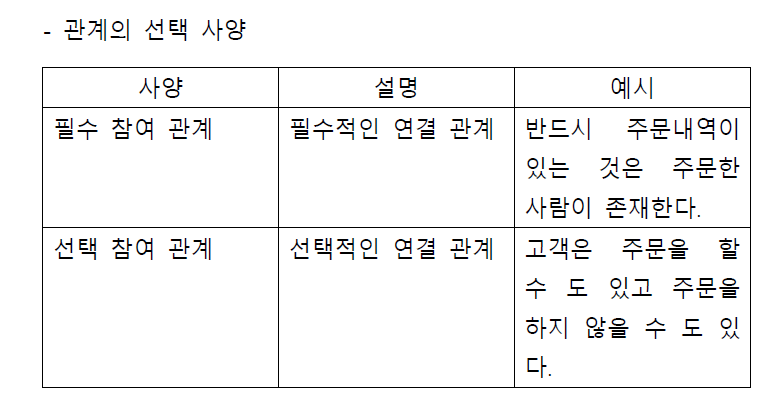 - 관계의 선택 사양
사양 설명 예시
필수 참여 관계 필수적인 연결 관계 반드시 주문내역이
있는 것은 주문한
사람이 존재한다.
선택 참여 관계 선택적인 연결 관계 고객은 주문을 할
수 도 있고 주문을
하지 않을 수 도 있
다.